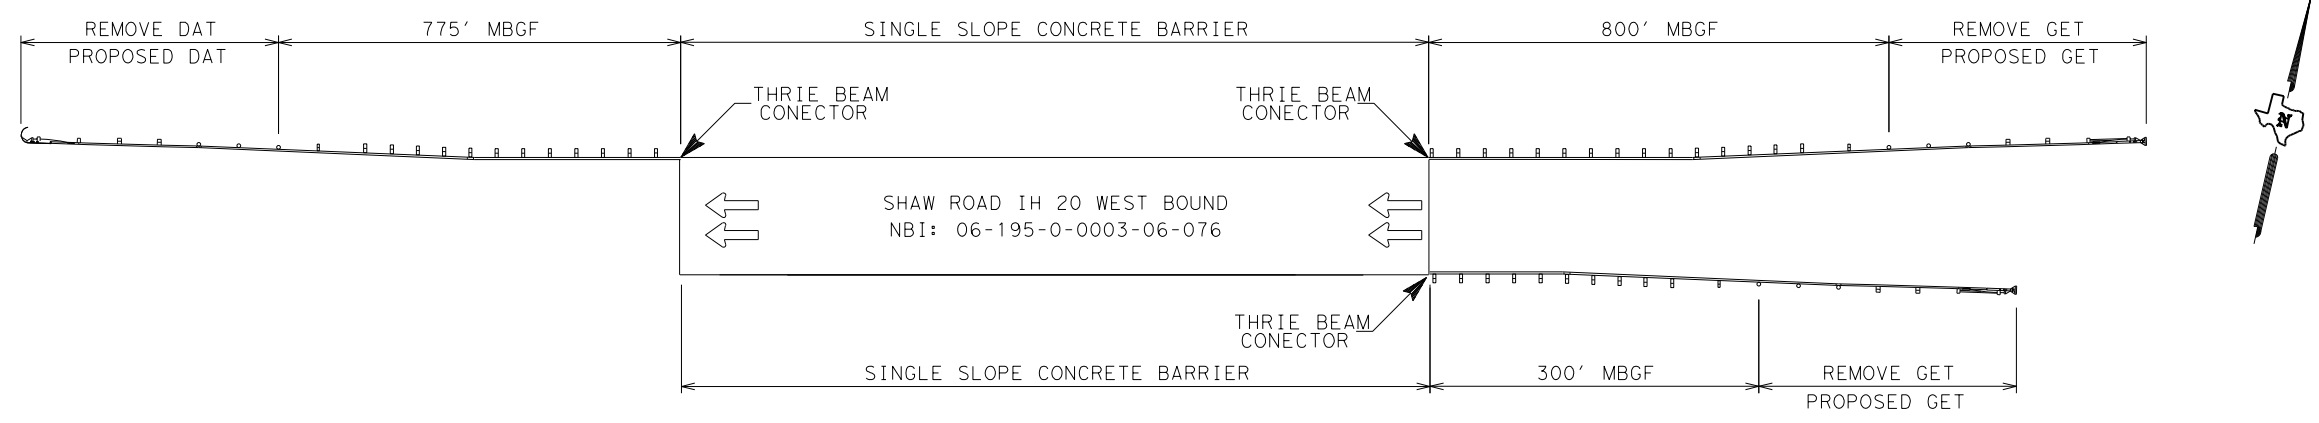 REMOVE DAT
PROPOSED DAT
775' MBGF
SINGLE SLOPE CONCRETE BARRIER
800' MBGF
REMOVE GET
PROPOSED GET
THRIE BEAM
CONECTOR
THRIE BEAM
CONECTOR
N
SHAW ROAD IH 20 WEST BOUND
NBI: 06-195-0-0003-06-076
THRIE BEAM
CONECTOR
SINGLE SLOPE CONCRETE BARRIER
300' MBGF
REMOVE GET
PROPOSED GET